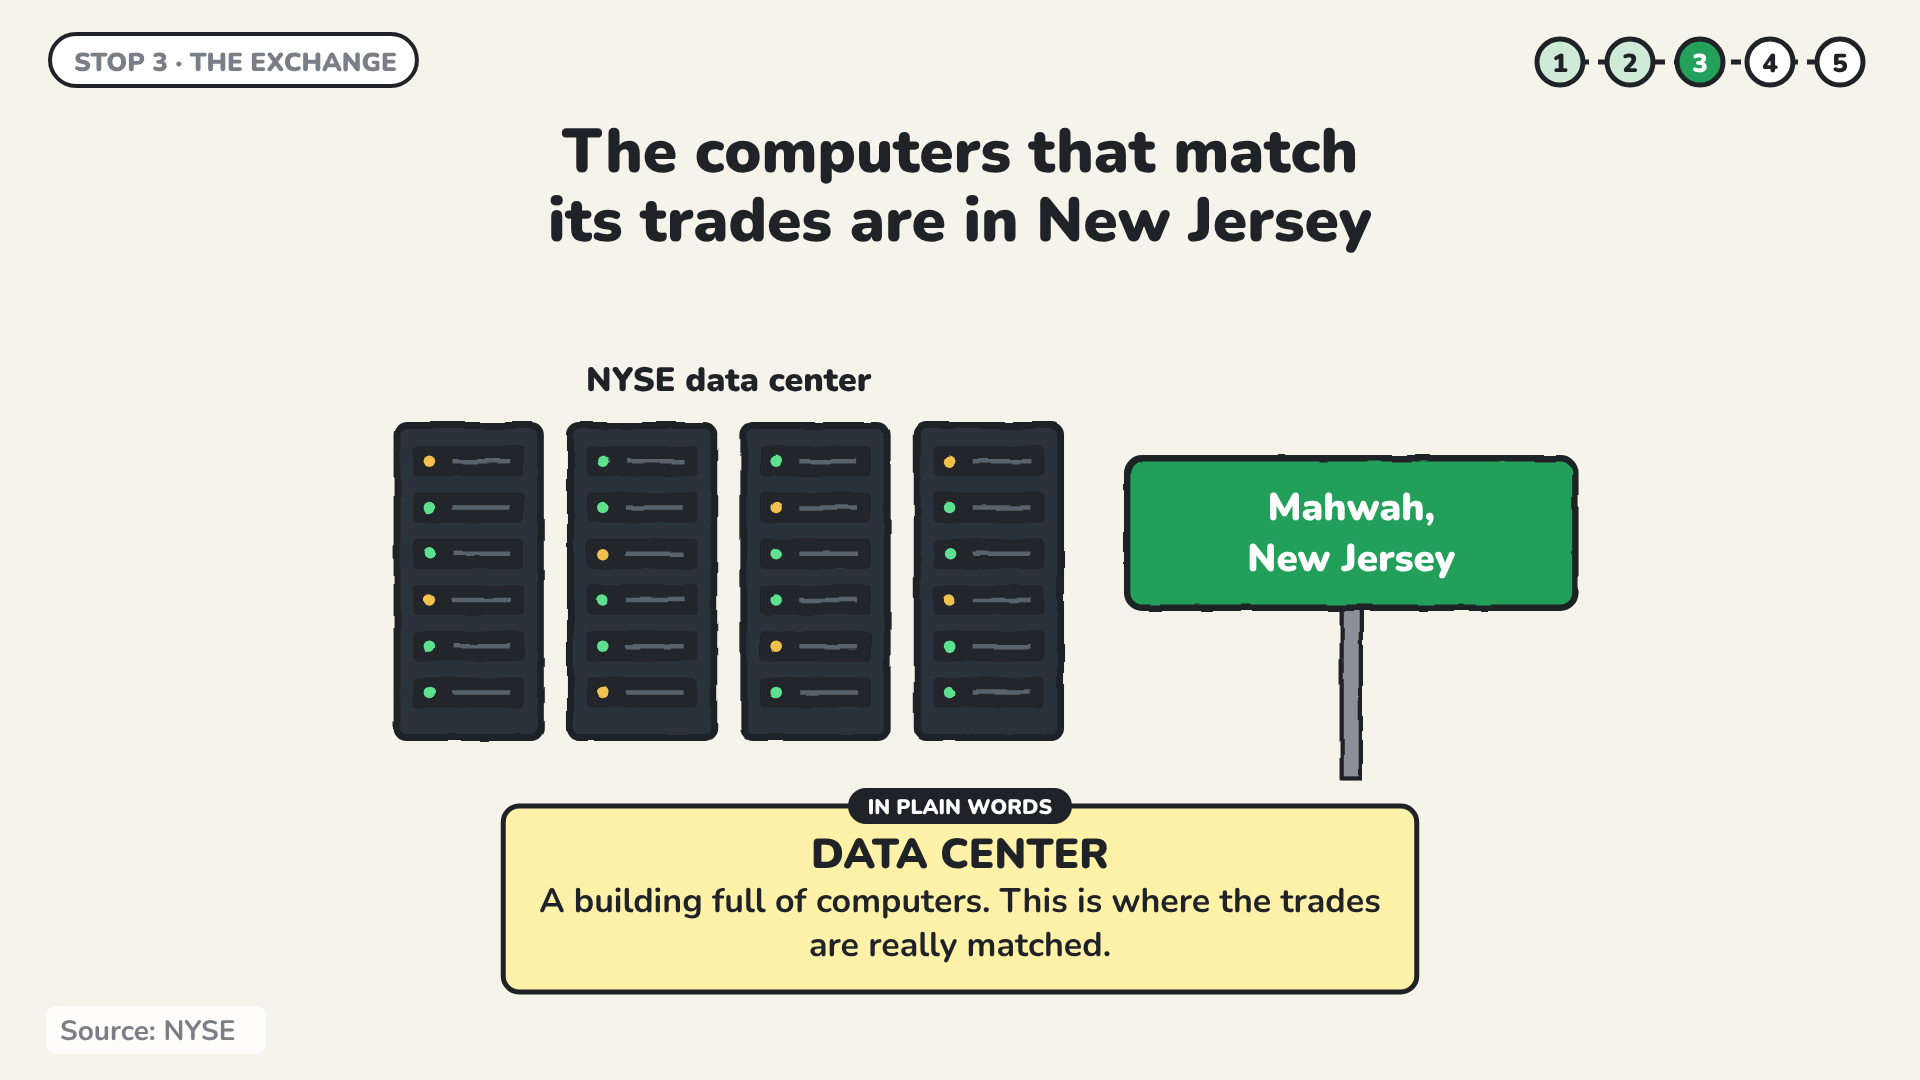 STOP 3 · THE EXCHANGE
1 2 3 4 5
The computers that match
its trades are in New Jersey
NYSE data center
Mahwah,
New Jersey
IN PLAIN WORDS
DATA CENTER
A building full of computers. This is where the trades
are really matched.
Source: NYSE